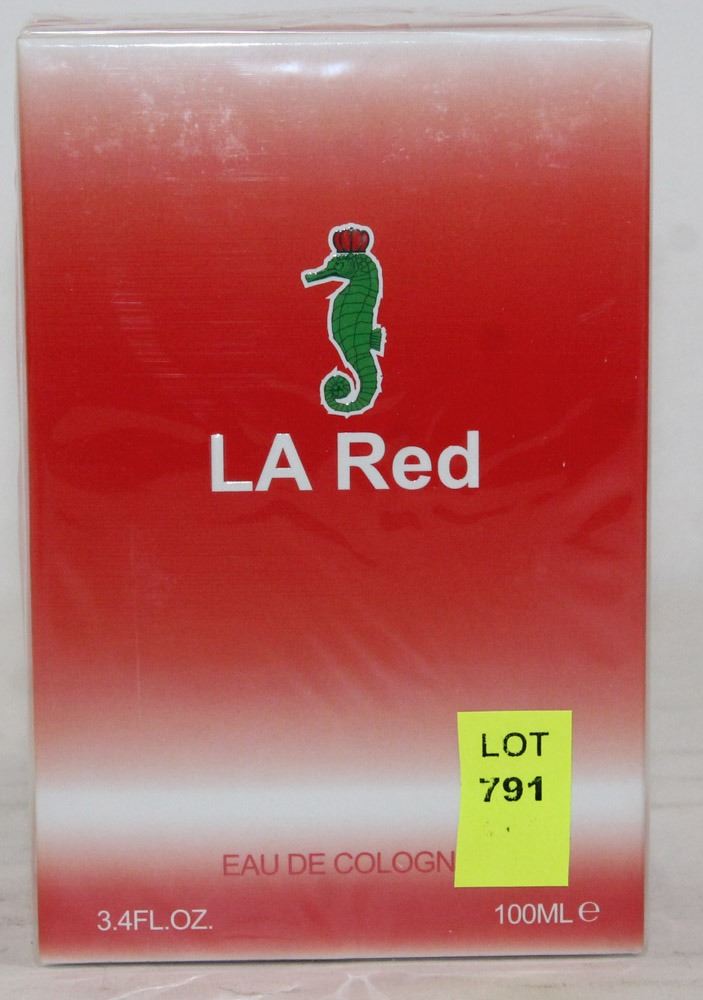 LA Red
LOT
791
EAU DE COLOGN
3.4FL.OZ.
100ML ℮